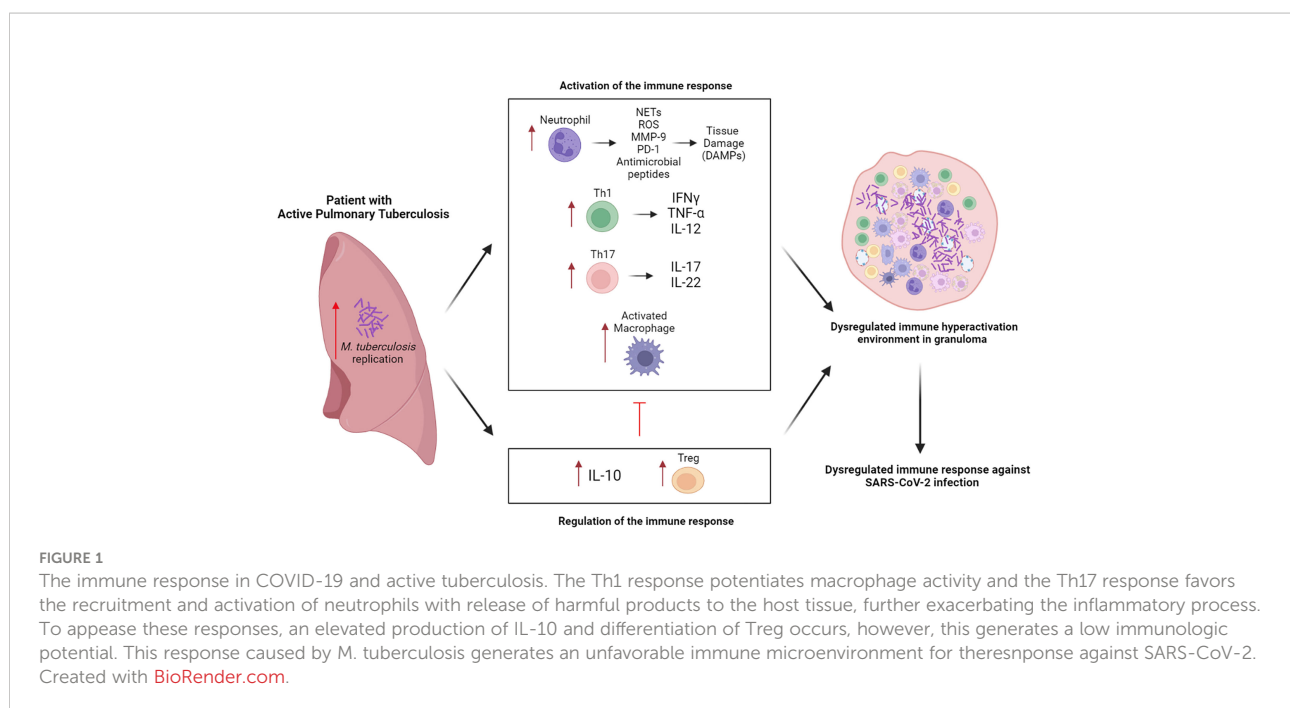 Activation of the immune response
Neutrophil
NETs
ROS
MMP-9
PD-1
Antimicrobial
peptides
Tissue
Damage
(DAMPs)
Th1
IFNγ
TNF-α
IL-12
Th17
IL-17
IL-22
Activated
Macrophage
Patient with
Active Pulmonary Tuberculosis
M. tuberculosis
replication
IL-10
Treg
Regulation of the immune response
Dysregulated immune hyperactivation
environment in granuloma
Dysregulated immune response against
SARS-CoV-2 infection
FIGURE 1
The immune response in COVID-19 and active tuberculosis. The Th1 response potentiates macrophage activity and the Th17 response favors
the recruitment and activation of neutrophils with release of harmful products to the host tissue, further exacerbating the inflammatory process.
To appease these responses, an elevated production of IL-10 and differentiation of Treg occurs, however, this generates a low immunologic
potential. This response caused by M. tuberculosis generates an unfavorable immune microenvironment for theresnponse against SARS-CoV-2.
Created with BioRender.com.